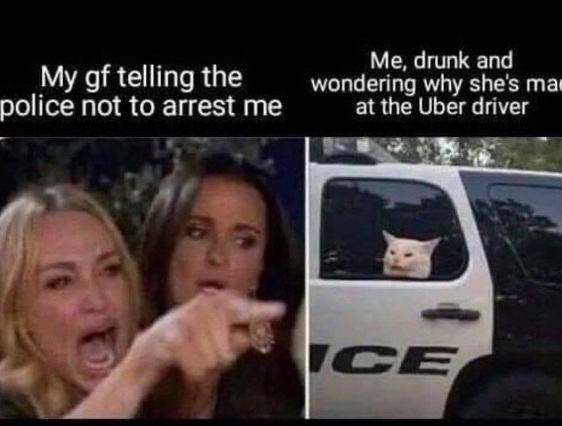 My gf telling the
police not to arrest me
Me, drunk and
wondering why she's ma
at the Uber driver
ICE